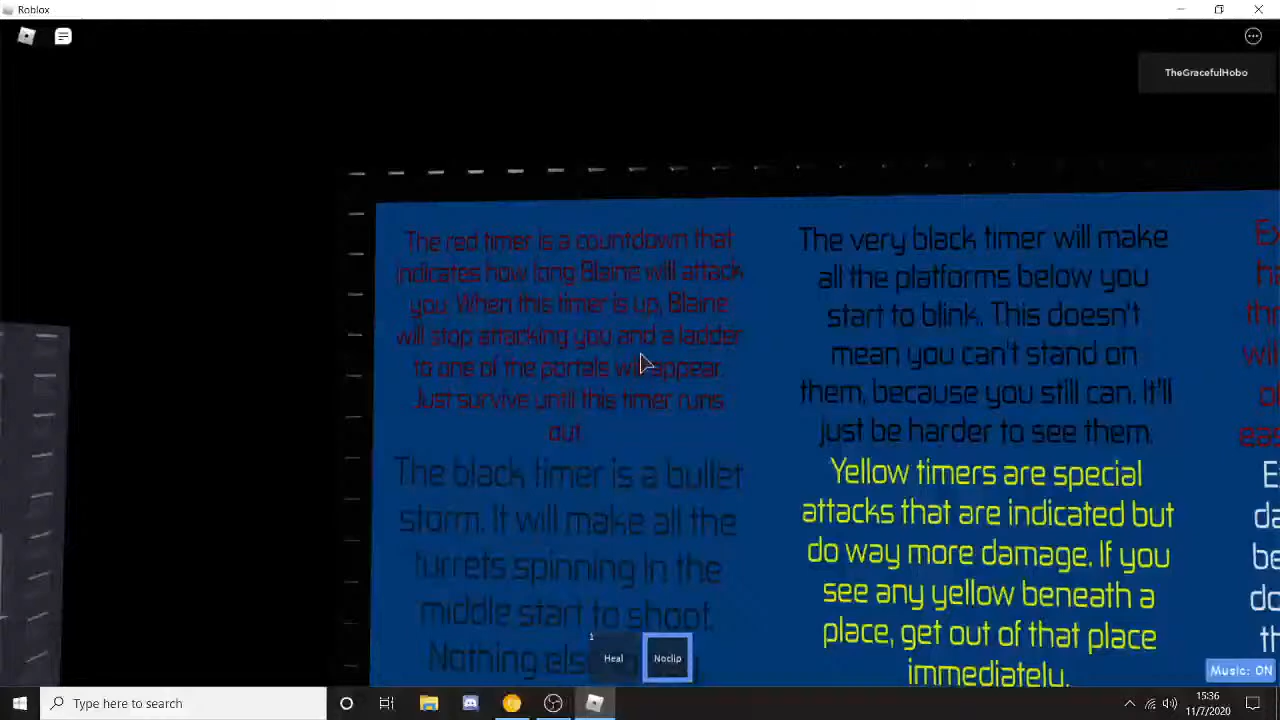 Roblox
TheGracefulHobo
The red timer is a countdown that
indicates how long Blaine will attack
you. When this timer is up, Blaine
will stop attacking you and a ladder
to one of the portals will appear.
Just survive until this timer runs
out.
The black timer is a bullet
storm. It will make all the
turrets spinning in the
middle start to shoot.
Nothing
The very black timer will make
all the platforms below you
start to blink. This doesn't
mean you can't stand on
them, because you still can. It'll
just be harder to see them.
Yellow timers are special
attacks that are indicated but
do way more damage. If you
see any yellow beneath a
place, get out of that place
immediately.
1
Heal
Noclip
Music: ON
Type here to search
15:36
11/7/2020